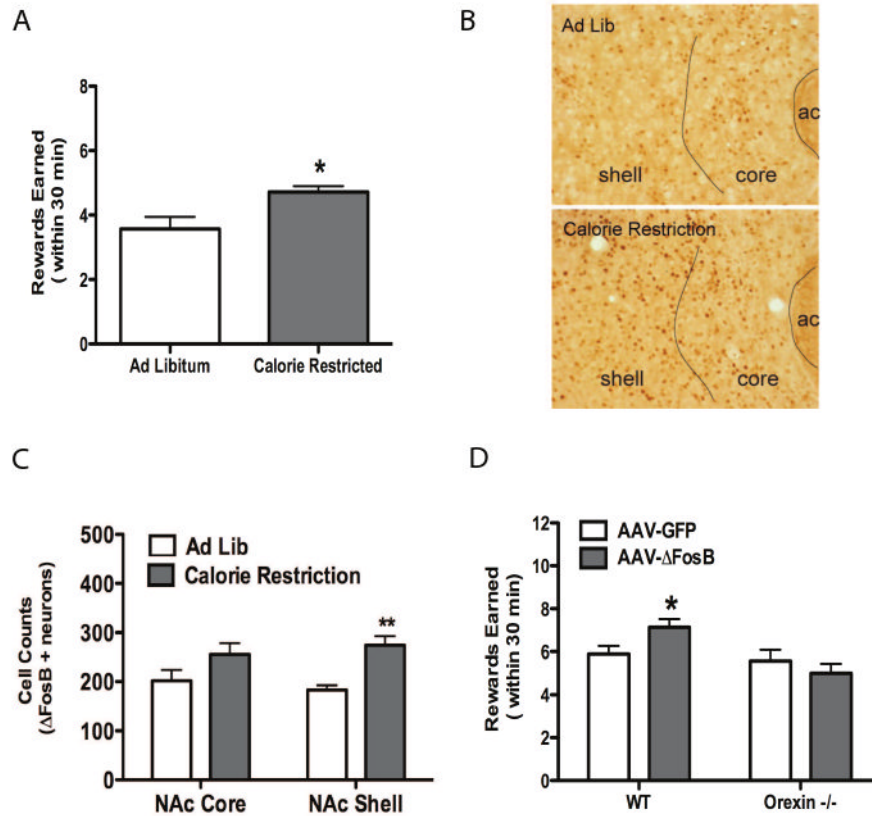 A
Rewards Earned
( within 30 min)
8
6
4
2
0
*
Ad Libitum
Calorie Restricted
B
Ad Lib
shell
core
ac
Calorie Restriction
shell
core
ac
C
Cell Counts
(ΔFosB + neurons)
500
400
300
200
100
0
Ad Lib
Calorie Restriction
**
NAc Core
NAc Shell
D
Rewards Earned
( within 30 min)
12
10
8
6
4
2
0
AAV-GFP
AAV-ΔFosB
*
WT
Orexin -/-